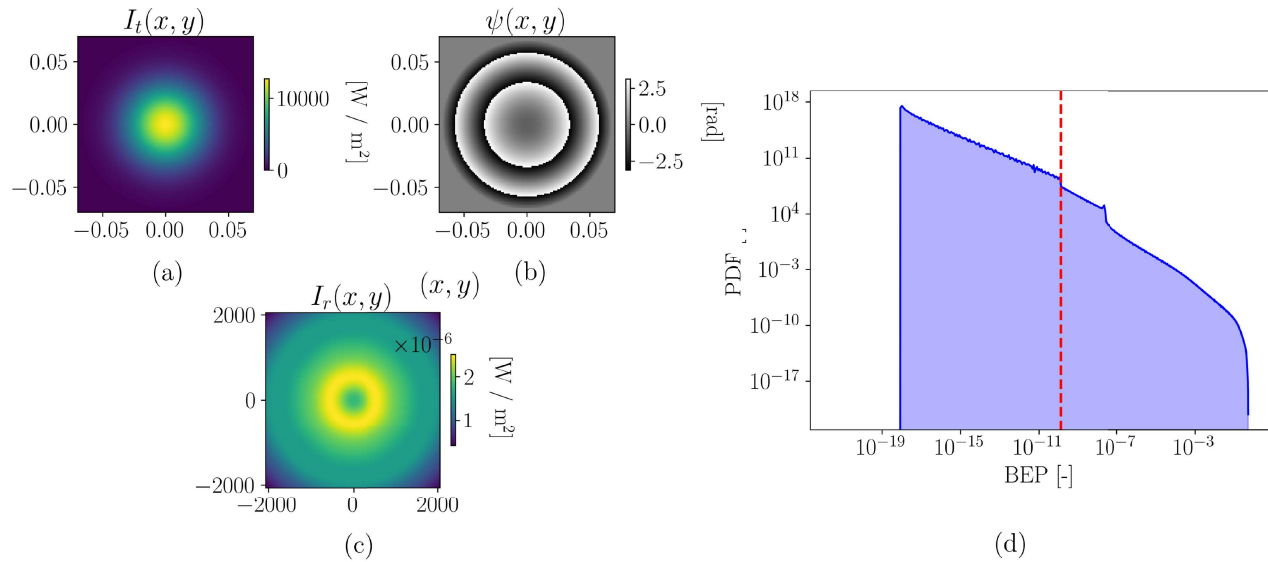 I_t(x, y)
0.05
0.00
−0.05
−0.05 0.00 0.05
10000
0
[W / m²]
(a)
ψ(x, y)
0.05
0.00
−0.05
−0.05 0.00 0.05
2.5
0.0
−2.5
[rad]
(b)
(x, y)
I_r(x, y)
2000
0
−2000
−2000 0 2000
×10⁻⁶
2
1
[W / m²]
(c)
10¹⁸
10¹¹
10⁴
10⁻³
10⁻¹⁰
10⁻¹⁷
PDF
10⁻¹⁹ 10⁻¹⁵ 10⁻¹¹ 10⁻⁷ 10⁻³
BEP [-]
(d)